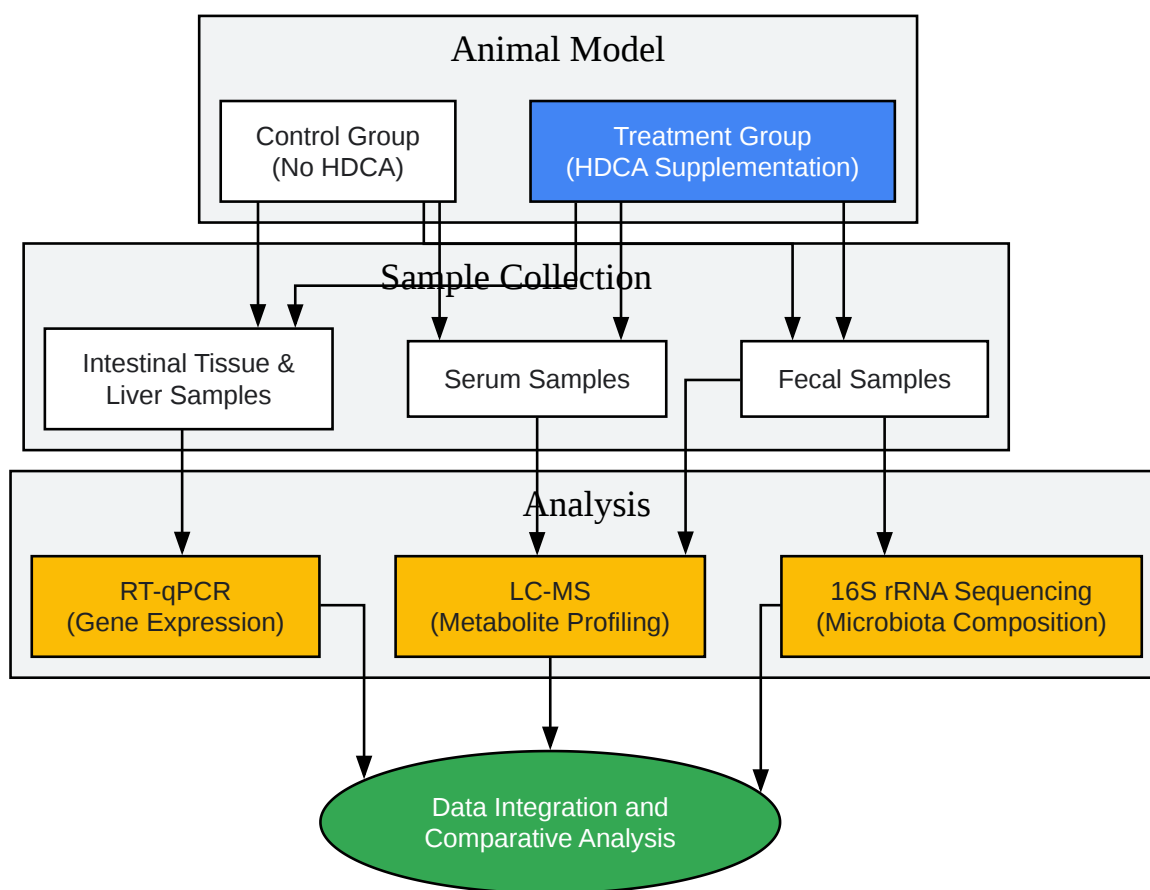 Animal Model
Control Group
(No HDCA)
Treatment Group
(HDCA Supplementation)
Sample Collection
Intestinal Tissue &
Liver Samples
Serum Samples
Fecal Samples
Analysis
RT-qPCR
(Gene Expression)
LC-MS
(Metabolite Profiling)
16S rRNA Sequencing
(Microbiota Composition)
Data Integration and
Comparative Analysis